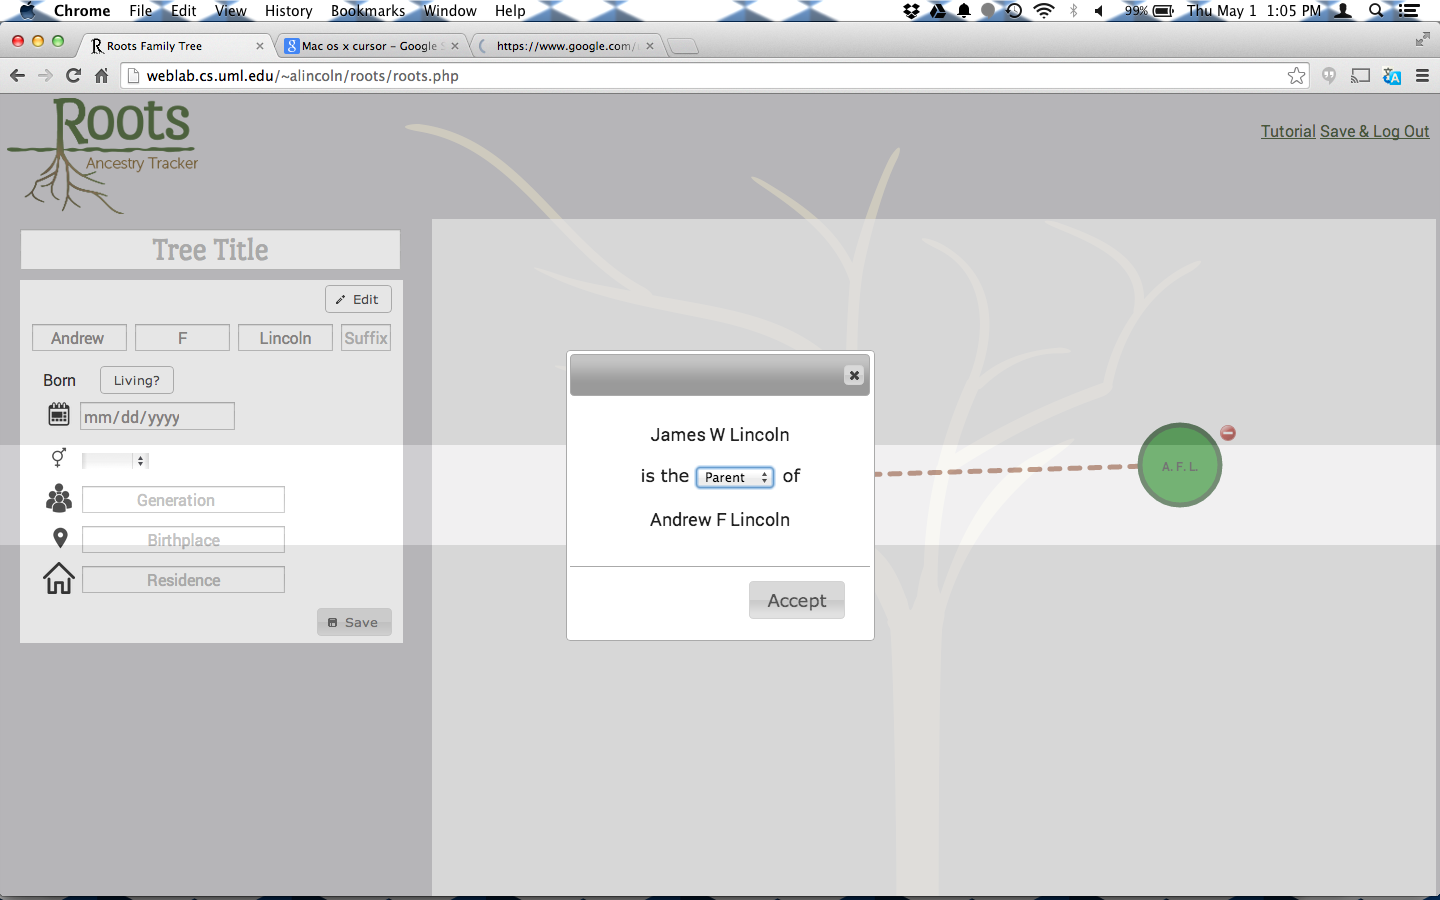 Chrome File Edit View History Bookmarks Window Help 99% Thu May 1 1:05 PM
Roots Family Tree
Mac os x cursor – Google
https://www.google.com/
weblab.cs.uml.edu/~alincoln/roots/roots.php
Roots
Ancestry Tracker
Tutorial Save & Log Out
Tree Title
Edit
Andrew F Lincoln Suffix
Born Living?
mm/dd/yyyy
Generation
Birthplace
Residence
Save
James W Lincoln
is the Parent of
Andrew F Lincoln
Accept
A. F. L.